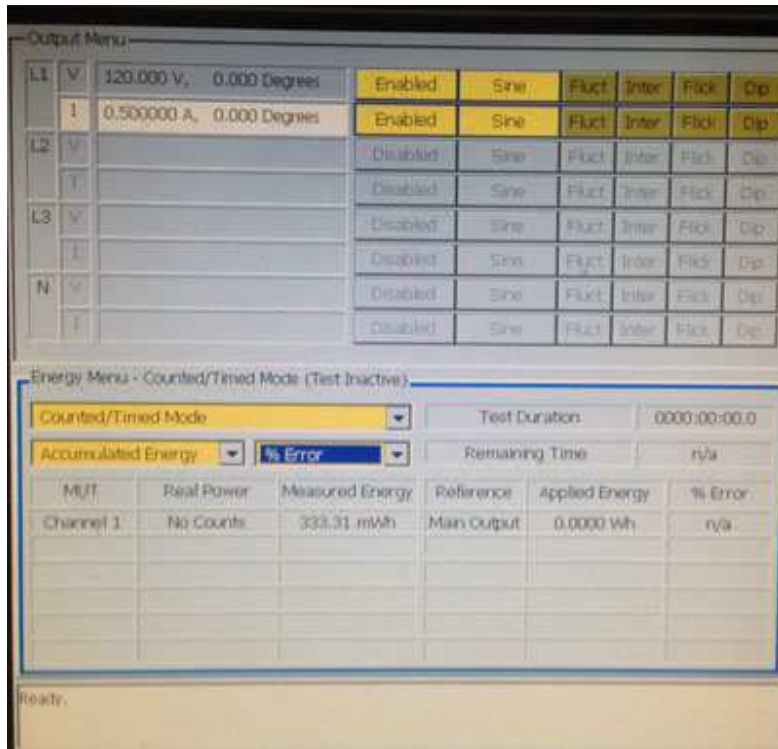 Output Menu
L1 V 120.000 V, 0.000 Degrees Enabled Sine Fluct Inter Flick Dip
I 0.500000 A, 0.000 Degrees Enabled Sine Fluct Inter Flick Dip
L2 V Disabled Sine Fluct Inter Flick Dip
I Disabled Sine Fluct Inter Flick Dip
L3 V Disabled Sine Fluct Inter Flick Dip
I Disabled Sine Fluct Inter Flick Dip
N V Disabled Sine Fluct Inter Flick Dip
I Disabled Sine Fluct Inter Flick Dip
Energy Menu - Counted/Timed Mode (Test Inactive)
Counted/Timed Mode Test Duration 0000:00:00.0
Accumulated Energy % Error Remaining Time n/a
MUT Real Power Measured Energy Reference Applied Energy % Error
Channel 1 No Counts 333.31 mWh Main Output 0.0000 Wh n/a
Ready.